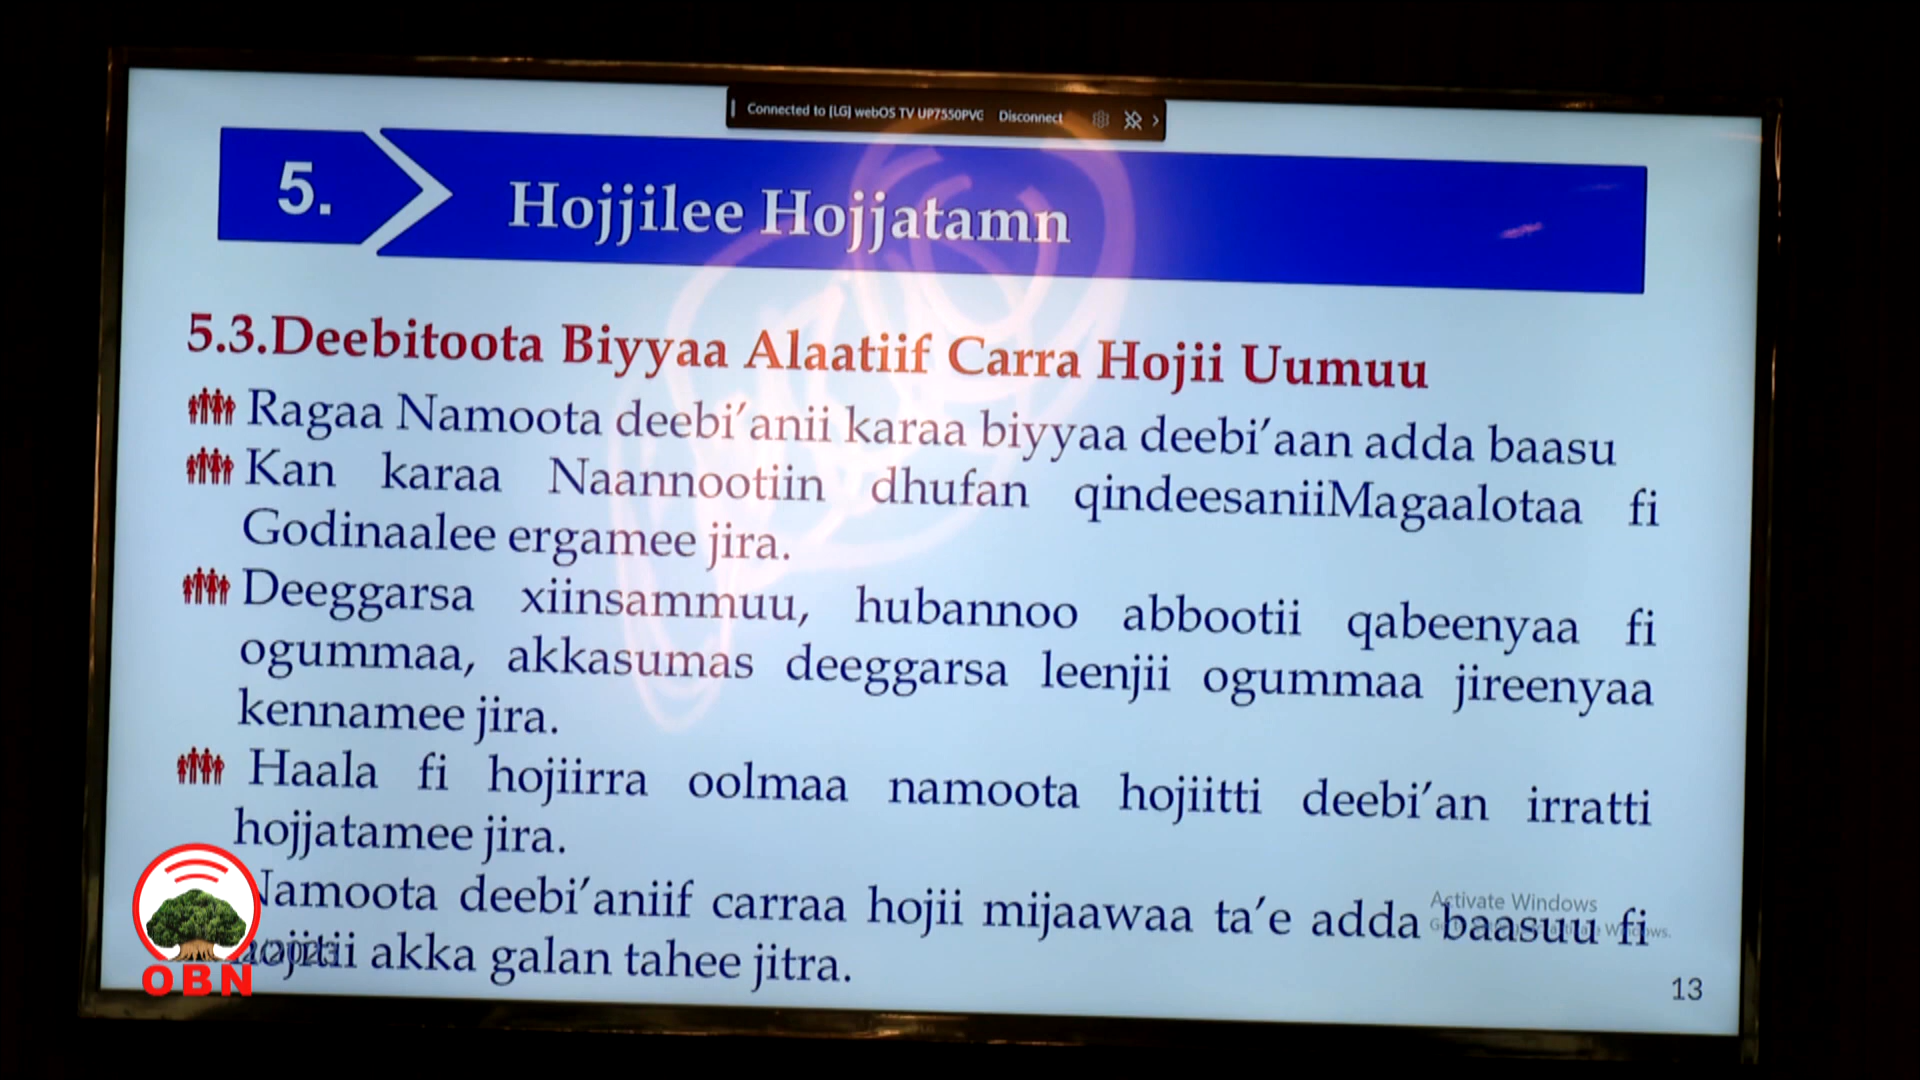 Connected to [LG] webOS TV UP7550PVC Disconnect
5.
Hojjilee Hojjatamn
5.3.Deebitoota Biyyaa Alaatiif Carra Hojii Uumuu
Ragaa Namoota deebi'anii karaa biyyaa deebi'aan adda baasu
Kan karaa Naannootiin dhufan qindeesaniiMagaalotaa fi
Godinaalee ergamee jira.
Deeggarsa xiinsammuu, hubannoo abbootii qabeenyaa fi
ogummaa, akkasumas deeggarsa leenjii ogummaa jireenyaa
kennamee jira.
Haala fi hojiirra oolmaa namoota hojiitti deebi'an irratti
hojjatamee jira.
Namoota deebi'aniif carraa hojii mijaawaa ta'e adda baasuu fi
akka galan tahee jitra.
Activate Windows
13
OBN